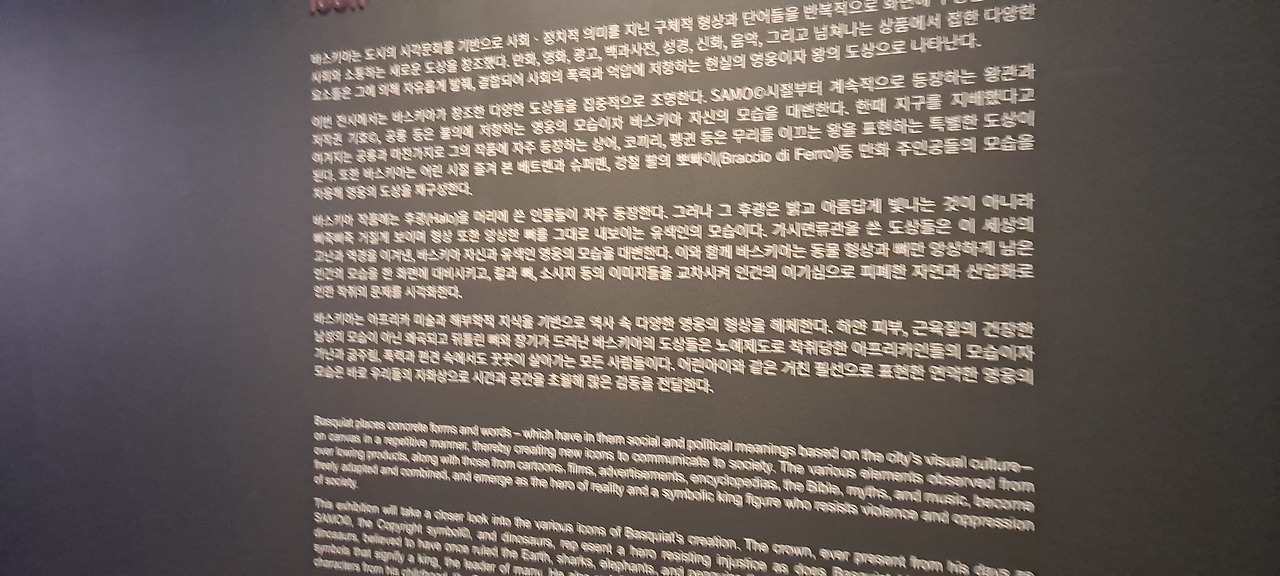 Icon
바스키아는 도시의 시각문화를 기반으로 사회 · 정치적 의미를 지닌 구체적 형상과 단어들을 반복적으로 화면에
사회와 소통하는 새로운 도상을 창조했다. 만화, 영화, 광고, 백과사전, 성경, 신화, 음악, 그리고 넘쳐나는 상품에서 접한 다양한
요소들은 그에 의해 자유롭게 발췌, 결합되어 사회의 폭력과 억압에 저항하는 현실의 영웅이자 왕의 도상으로 나타난다.
이번 전시에서는 바스키아가 창조한 다양한 도상들을 집중적으로 조명한다. SAMO©시절부터 계속적으로 등장하는 왕관과
저작권 기호©, 공룡 등은 불의에 저항하는 영웅의 모습이자 바스키아 자신의 모습을 대변한다. 한때 지구를 지배했다고
여겨지는 공룡과 마찬가지로 그의 작품에 자주 등장하는 상어, 코끼리, 펭귄 등은 무리를 이끄는 왕을 표현하는 특별한 도상이
된다. 또한 바스키아는 어린 시절 즐겨 본 배트맨과 슈퍼맨, 강철 팔의 뽀빠이(Braccio di Ferro)등 만화 주인공들의 모습을
차용해 영웅의 도상을 재구성한다.
바스키아 작품에는 후광(Halo)을 머리에 쓴 인물들이 자주 등장한다. 그러나 그 후광은 밝고 아름답게 빛나는 것이 아니라
삐죽삐죽 거칠게 보이며 형상 또한 앙상한 뼈를 그대로 내보이는 유색인의 모습이다. 가시면류관을 쓴 도상들은 이 세상의
고난과 역경을 이겨낸, 바스키아 자신과 유색인 영웅의 모습을 대변한다. 이와 함께 바스키아는 동물 형상과 뼈만 앙상하게 남은
인간의 모습을 한 화면에 대비시키고, 칼과 뼈, 소시지 등의 이미지들을 교차시켜 인간의 이기심으로 피폐한 자연과 산업화로
인한 착취의 문제를 시각화한다.
바스키아는 아프리카 미술과 해부학적 지식을 기반으로 역사 속 다양한 영웅의 형상을 해체한다. 하얀 피부, 근육질의 건장한
남성의 모습이 아닌 왜곡되고 뒤틀린 뼈와 장기가 드러난 바스키아의 도상들은 노예제도로 착취당한 아프리카인들의 모습이자
가난과 굶주림, 폭력과 편견 속에서도 꿋꿋이 살아가는 모든 사람들이다. 어린아이와 같은 거친 필선으로 표현한 연약한 영웅의
모습은 바로 우리들의 자화상으로 시간과 공간을 초월해 많은 감동을 전달한다.
Basquiat places concrete forms and words – which have in them social and political meanings based on the city's visual culture–
on canvas in a repetitive manner, thereby creating new icons to communicate to society. The various elements observed from
over lowing products, along with those from cartoons, films, advertisements, encyclopedias, the Bible, myths, and music, become
freely adapted and combined, and emerge as the hero of reality and a symbolic king figure who resists violence and oppression
of society.
This exhibition will take a closer look into the various icons of Basquiat's creation. The crown, ever present from his days as
SAMO©, the Copyright symbol©, and dinosaurs, rep esent a hero resisting injustice as does
dinosaurs, believed to have once ruled the Earth, sharks, elephants, and
symbols that signify a king, the leader of many. He also
characters from his childhood,